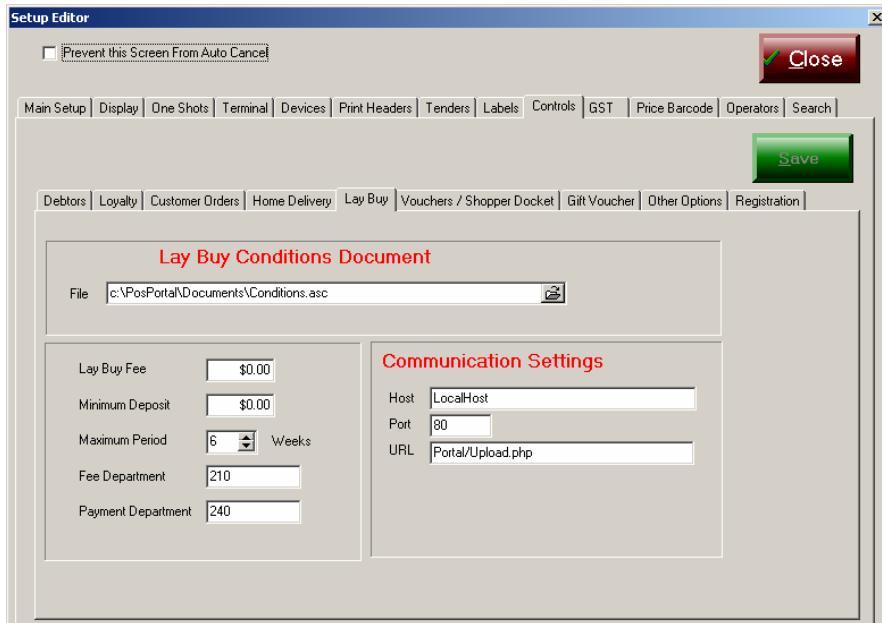 Setup Editor
Prevent this Screen From Auto Cancel
Close
Main Setup Display One Shots Terminal Devices Print Headers Tenders Labels Controls GST Price Barcode Operators Search
Save
Debtors Loyalty Customer Orders Home Delivery Lay Buy Vouchers / Shopper Docket Gift Voucher Other Options Registration
Lay Buy Conditions Document
File c:\PosPortal\Documents\Conditions.asc
Lay Buy Fee $0.00
Minimum Deposit $0.00
Maximum Period 6 Weeks
Fee Department 210
Payment Department 240
Communication Settings
Host LocalHost
Port 80
URL Portal/Upload.php